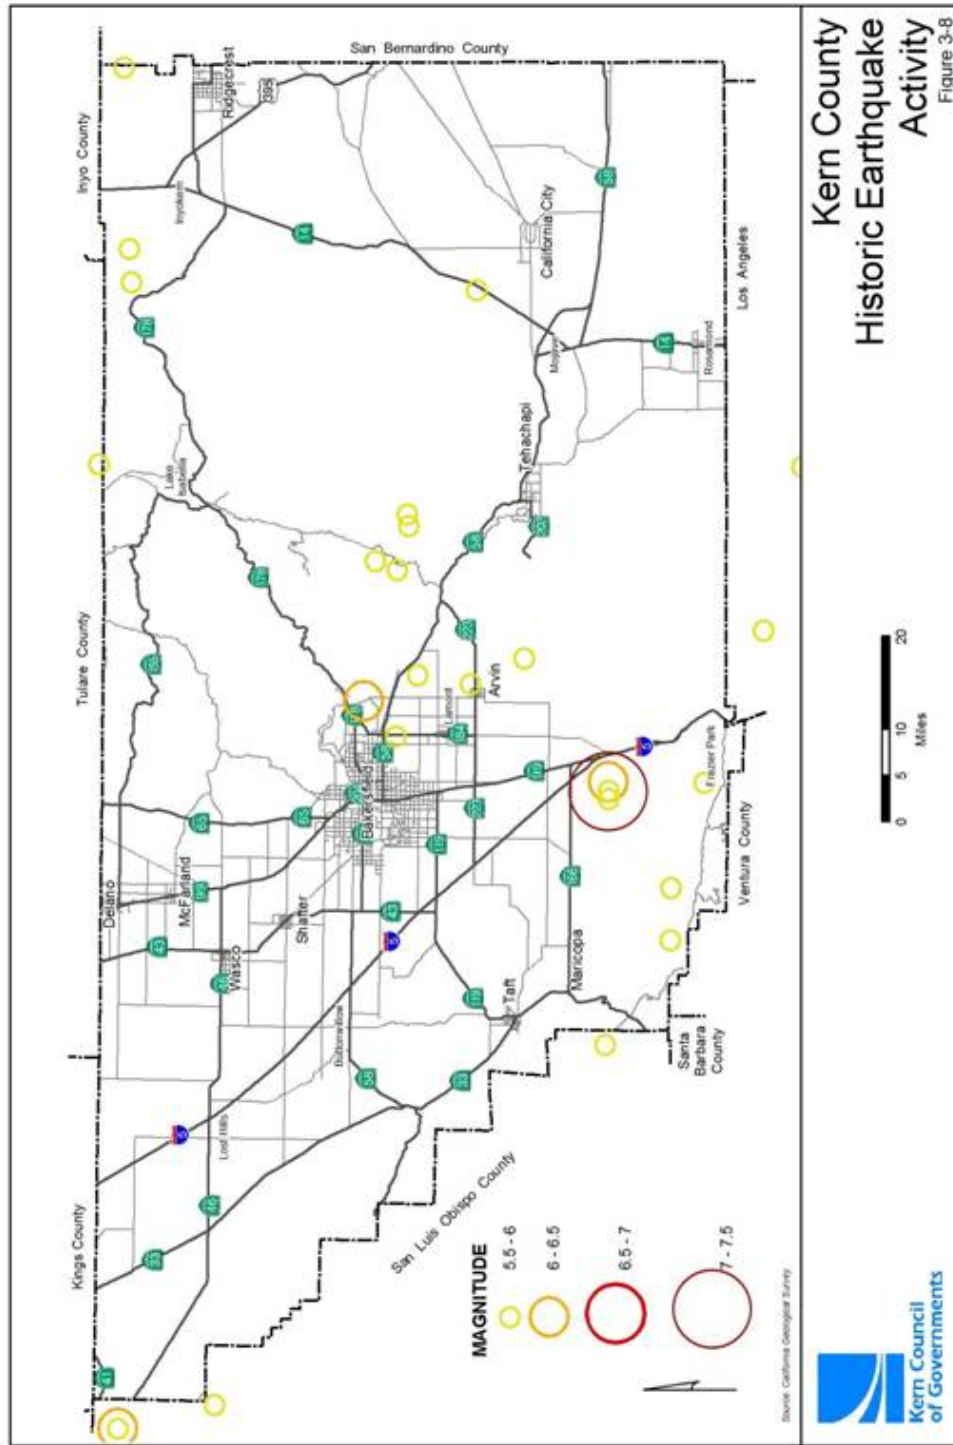 Kern County
Historic Earthquake
Activity
Figure 3-8
Kings County
Tulare County
Inyo County
San Bernardino County
Los Angeles
Ventura County
Santa
Barbara
County
San Luis Obispo County
41
33
46
5
Lost Hills
43
Delano
McFarland
99
65
155
Wasco
46
Shafter
65
Lake
Isabella
178
178
Inyokern
Ridgecrest
395
14
Buttonwillow
58
33
5
43
Bakersfield
99
178
58
119
119
Taft
Lamont
184
Arvin
223
223
58
Tehachapi
202
California City
58
Mojave
14
Rosamond
Maricopa
166
99
5
Frazier Park
MAGNITUDE
5.5 - 6
6 - 6.5
6.5 - 7
7 - 7.5
Source: California Geological Survey
0 5 10 20
Miles
Kern Council
of Governments